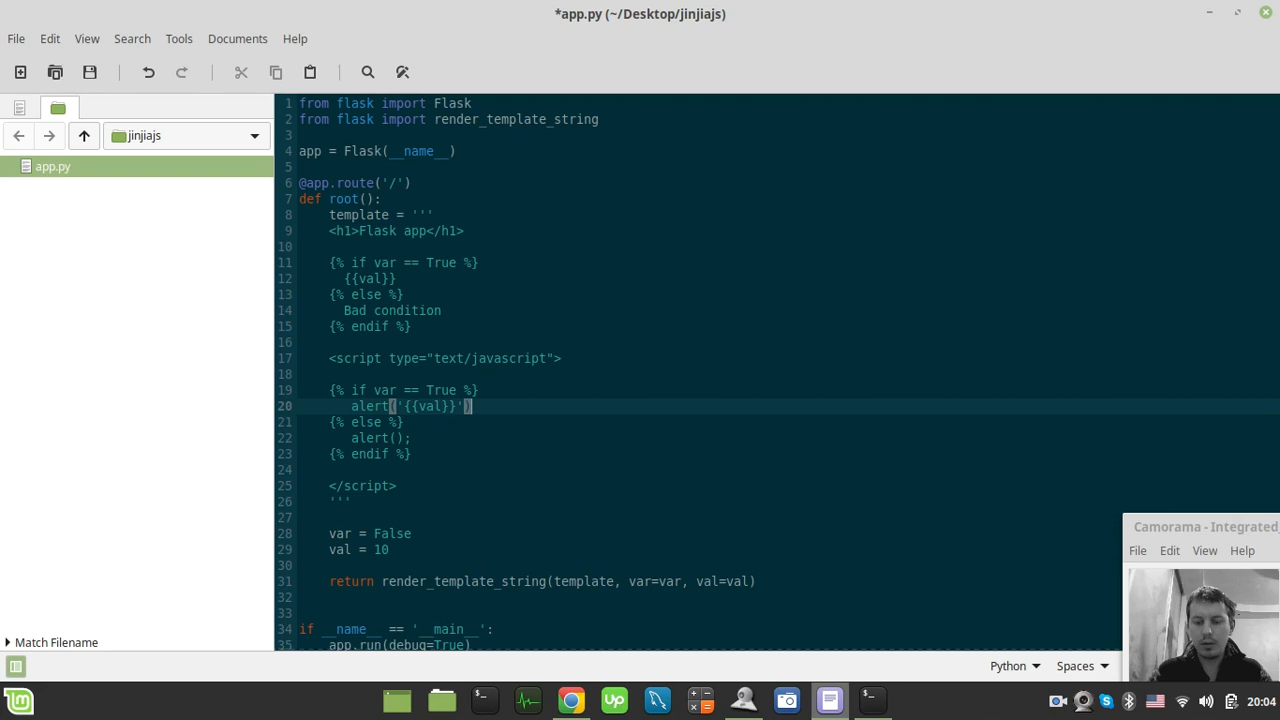 *app.py (~/Desktop/jinjiajs)
File Edit View Search Tools Documents Help
jinjiajs
app.py
1 from flask import Flask
2 from flask import render_template_string
3
4 app = Flask(__name__)
5
6 @app.route('/')
7 def root():
8 template = '''
9 <h1>Flask app</h1>
10
11 {% if var == True %}
12 {{val}}
13 {% else %}
14 Bad condition
15 {% endif %}
16
17 <script type="text/javascript">
18
19 {% if var == True %}
20 alert('{{val}}')
21 {% else %}
22 alert();
23 {% endif %}
24
25 </script>
26 '''
27
28 var = False
29 val = 10
30
31 return render_template_string(template, var=var, val=val)
32
33
34 if __name__ == '__main__':
35 app.run(debug=True)
Match Filename
Python Spaces
Camorama - Integrated_
File Edit View Help
Up
20:04